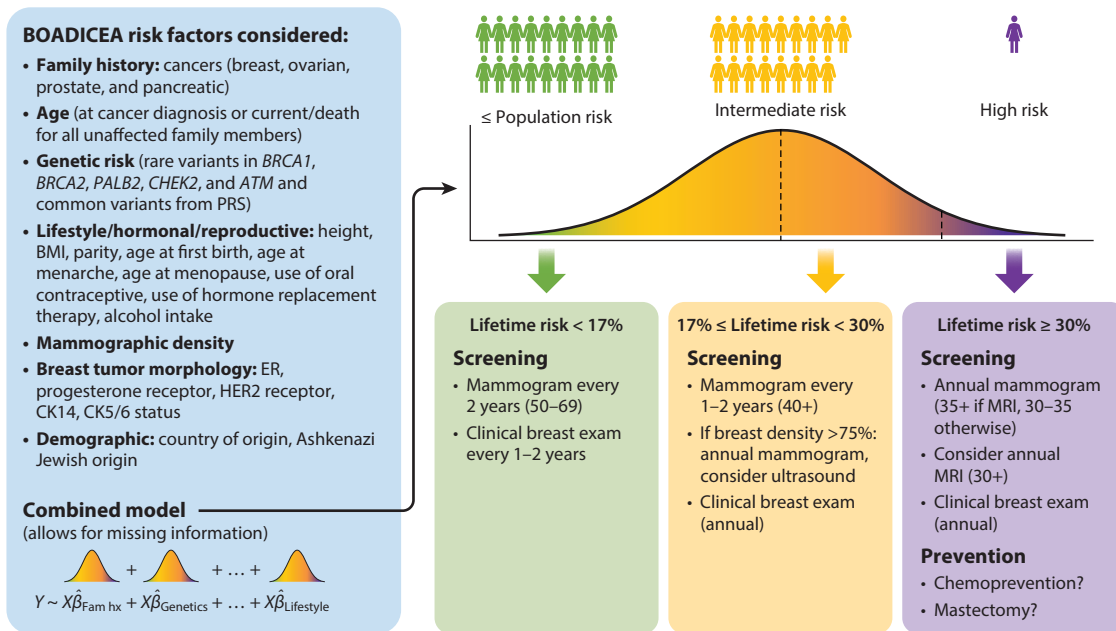 BOADICEA risk factors considered:
• Family history: cancers (breast, ovarian,
prostate, and pancreatic)
• Age (at cancer diagnosis or current/death
for all unaffected family members)
• Genetic risk (rare variants in BRCA1,
BRCA2, PALB2, CHEK2, and ATM and
common variants from PRS)
• Lifestyle/hormonal/reproductive: height,
BMI, parity, age at first birth, age at
menarche, age at menopause, use of oral
contraceptive, use of hormone replacement
therapy, alcohol intake
• Mammographic density
• Breast tumor morphology: ER,
progesterone receptor, HER2 receptor,
CK14, CK5/6 status
• Demographic: country of origin, Ashkenazi
Jewish origin
Combined model
(allows for missing information)
+ + … +
Y ~ Xβ̂Fam hx + Xβ̂Genetics + … + Xβ̂Lifestyle
≤ Population risk
Intermediate risk
High risk
Lifetime risk < 17%
Screening
• Mammogram every
2 years (50–69)
• Clinical breast exam
every 1–2 years
17% ≤ Lifetime risk < 30%
Screening
• Mammogram every
1–2 years (40+)
• If breast density >75%:
annual mammogram,
consider ultrasound
• Clinical breast exam
(annual)
Lifetime risk ≥ 30%
Screening
• Annual mammogram
(35+ if MRI, 30–35
otherwise)
• Consider annual
MRI (30+)
• Clinical breast exam
(annual)
Prevention
• Chemoprevention?
• Mastectomy?